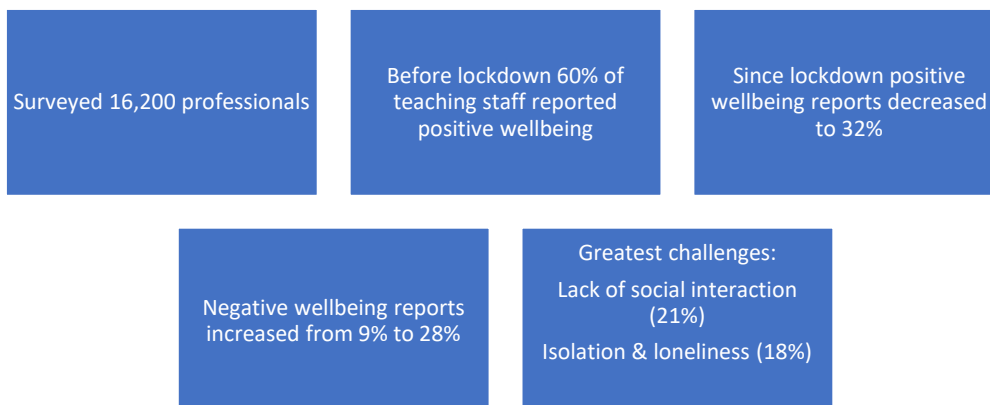 Surveyed 16,200 professionals
Before lockdown 60% of
teaching staff reported
positive wellbeing
Since lockdown positive
wellbeing reports decreased
to 32%
Negative wellbeing reports
increased from 9% to 28%
Greatest challenges:
Lack of social interaction
(21%)
Isolation & loneliness (18%)